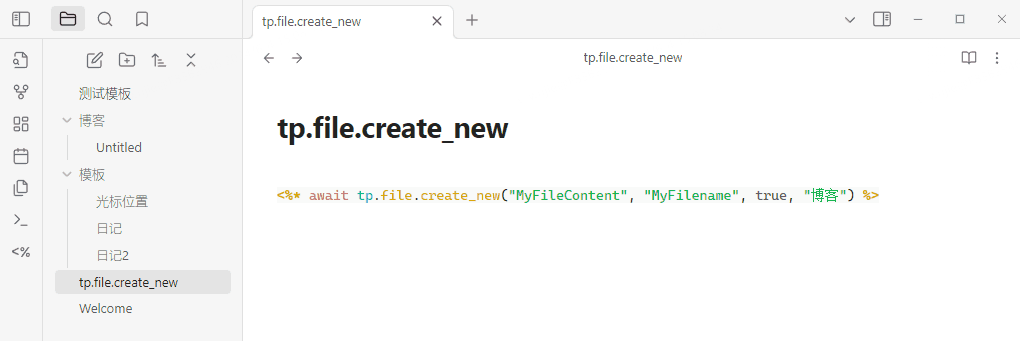 tp.file.create_new
tp.file.create_new
测试模板
博客
Untitled
模板
光标位置
日记
日记2
tp.file.create_new
Welcome
<%
tp.file.create_new
<%* await tp.file.create_new("MyFileContent", "MyFilename", true, "博客") %>